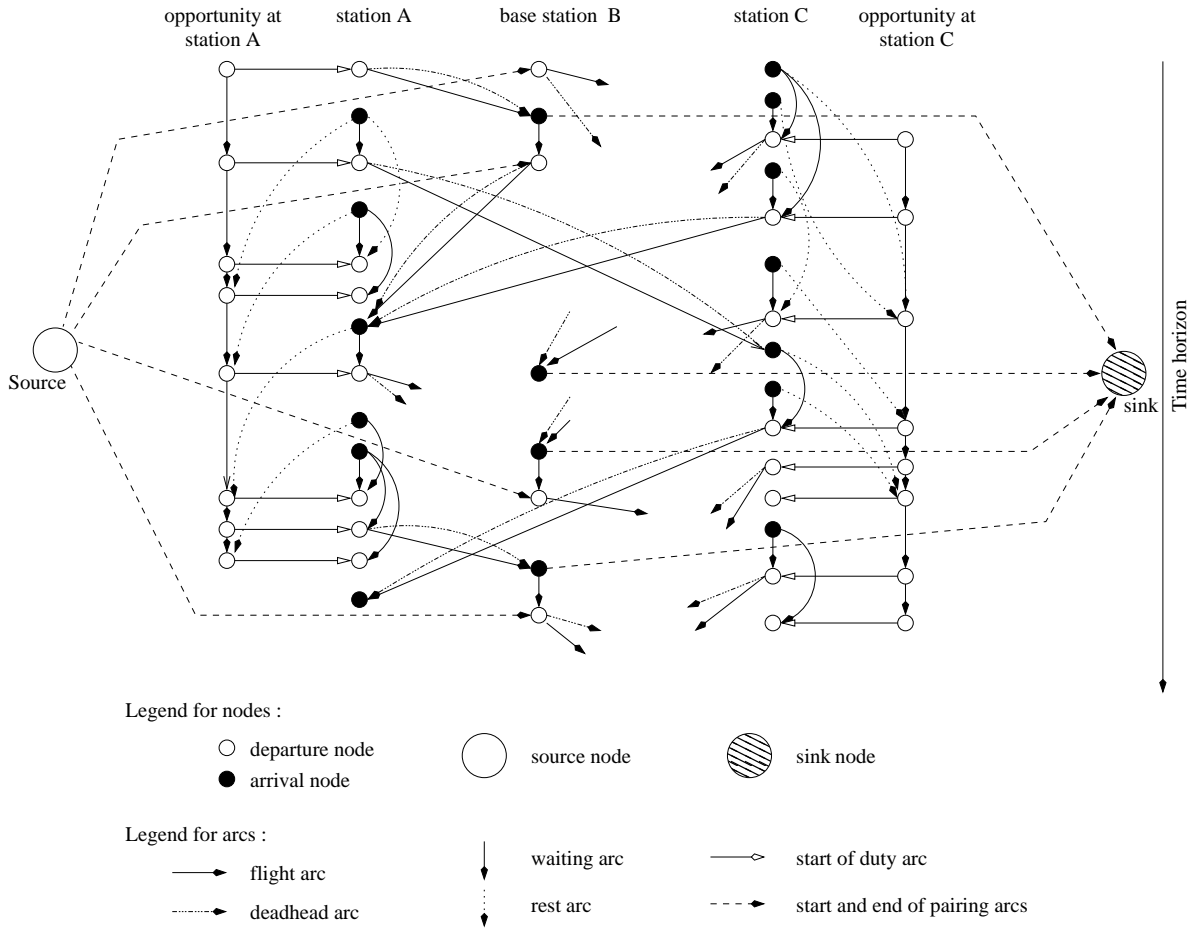 opportunity at
station A
station A
base station  B
station C
opportunity at
station C
Source
sink
Time horizon
Legend for nodes :
departure node
arrival node
source node
sink node
Legend for arcs :
flight arc
deadhead arc
waiting arc
rest arc
start of duty arc
start and end of pairing arcs